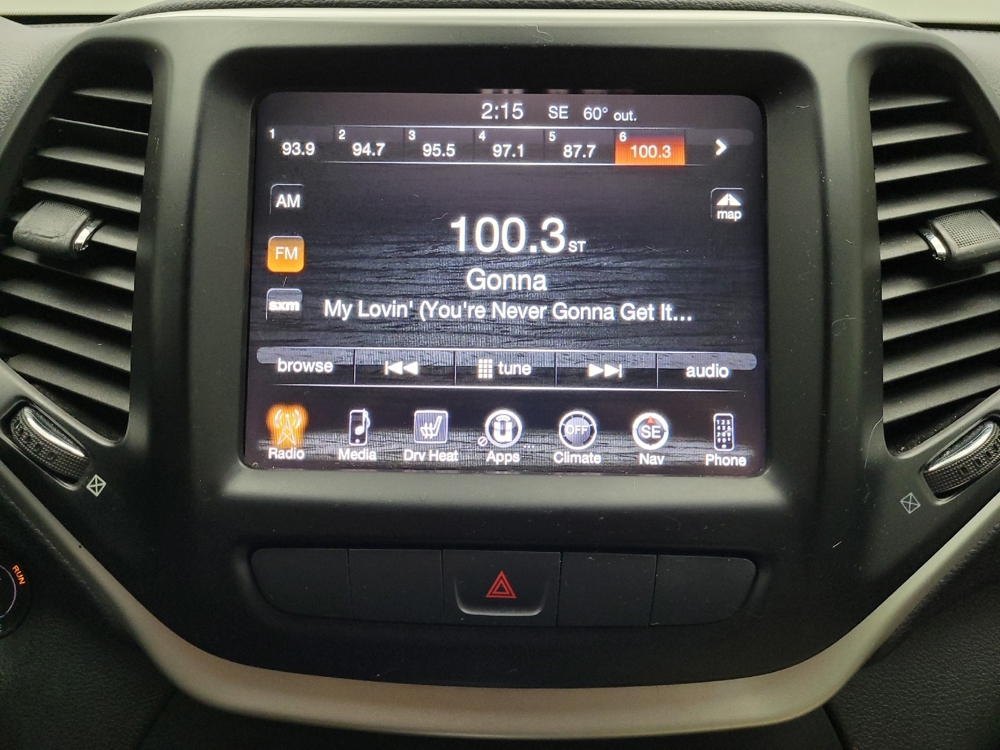 2:15 SE 60° out.
1 93.9 2 94.7 3 95.5 4 97.1 5 87.7 6 100.3
AM
map
100.3 ST
FM
Gonna
sxm
My Lovin' (You're Never Gonna Get It...
browse tune audio
OFF SE
Radio Media Drv Heat Apps Climate Nav Phone
RUN